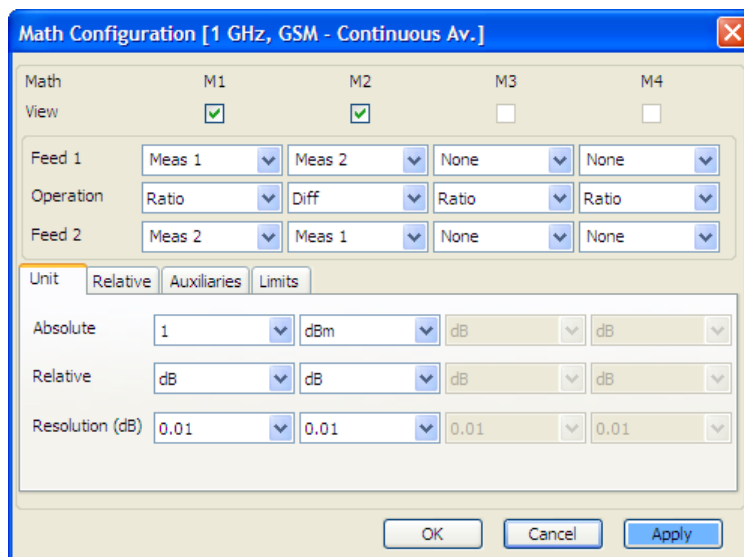 Math Configuration [1 GHz, GSM - Continuous Av.]
Math M1 M2 M3 M4
View
Feed 1 Meas 1 Meas 2 None None
Operation Ratio Diff Ratio Ratio
Feed 2 Meas 2 Meas 1 None None
Unit Relative Auxiliaries Limits
Absolute 1 dBm dB dB
Relative dB dB dB dB
Resolution (dB) 0.01 0.01 0.01 0.01
OK Cancel Apply